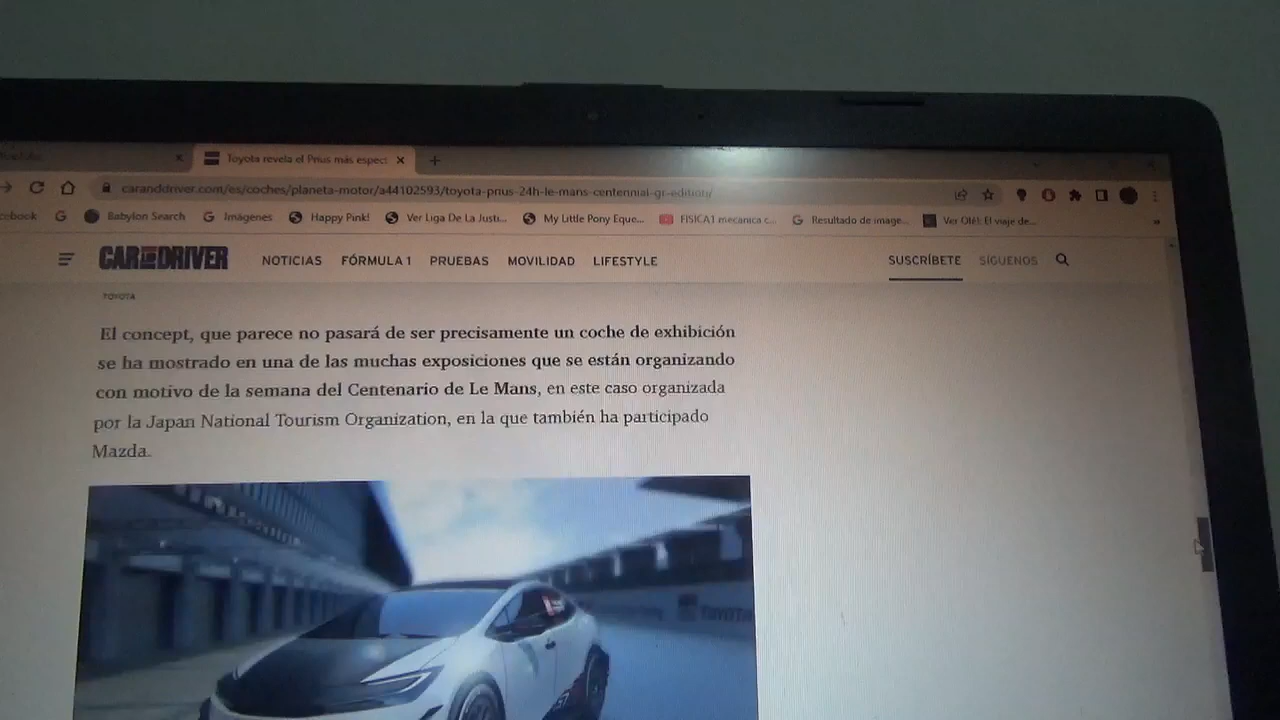 Toyota revela el Prius más espec
caranddriver.com/es/coches/planeta-motor/a44102593/toyota-prius-24h-le-mans-centennial-gr-edition/
cebook Babylon Search Imágenes Happy Pink! Ver Liga De La Justi... My Little Pony Eque... FISICA1 mecanica c... Resultado de image... Ver Olé!: El viaje de...
CAR AND DRIVER NOTICIAS FÓRMULA 1 PRUEBAS MOVILIDAD LIFESTYLE SUSCRÍBETE SÍGUENOS
TOYOTA
El concept, que parece no pasará de ser precisamente un coche de exhibición
se ha mostrado en una de las muchas exposiciones que se están organizando
con motivo de la semana del Centenario de Le Mans, en este caso organizada
por la Japan National Tourism Organization, en la que también ha participado
Mazda.